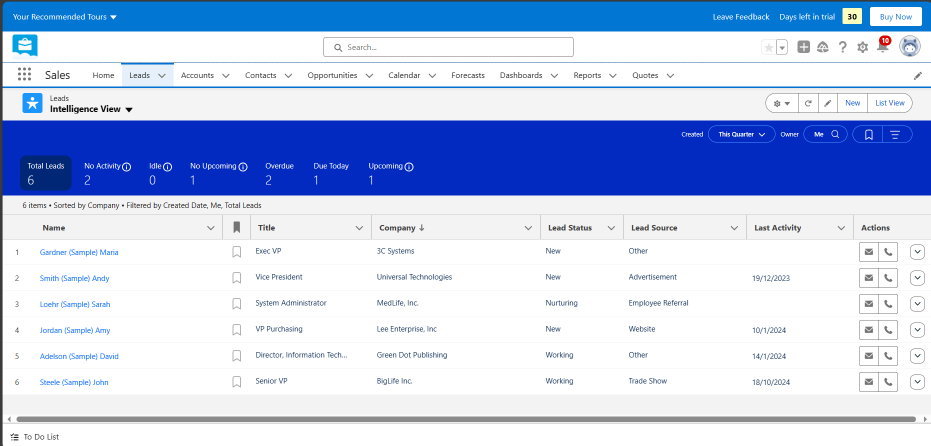 Your Recommended Tours Leave Feedback Days left in trial 30 Buy Now
Search... 10
Sales Home Leads Accounts Contacts Opportunities Calendar Forecasts Dashboards Reports Quotes
Leads
Intelligence View New List View
Created This Quarter Owner Me
Total Leads No Activity Idle No Upcoming Overdue Due Today Upcoming
6 2 0 1 2 1 1
6 items • Sorted by Company • Filtered by Created Date, Me, Total Leads
Name Title Company Lead Status Lead Source Last Activity Actions
1 Gardner (Sample) Maria Exec VP 3C Systems New Other
2 Smith (Sample) Andy Vice President Universal Technologies New Advertisement 19/12/2023
3 Loehr (Sample) Sarah System Administrator MedLife, Inc. Nurturing Employee Referral
4 Jordan (Sample) Amy VP Purchasing Lee Enterprise, Inc New Website 10/1/2024
5 Adelson (Sample) David Director, Information Tech... Green Dot Publishing Working Other 14/1/2024
6 Steele (Sample) John Senior VP BigLife Inc. Working Trade Show 18/10/2024
To Do List